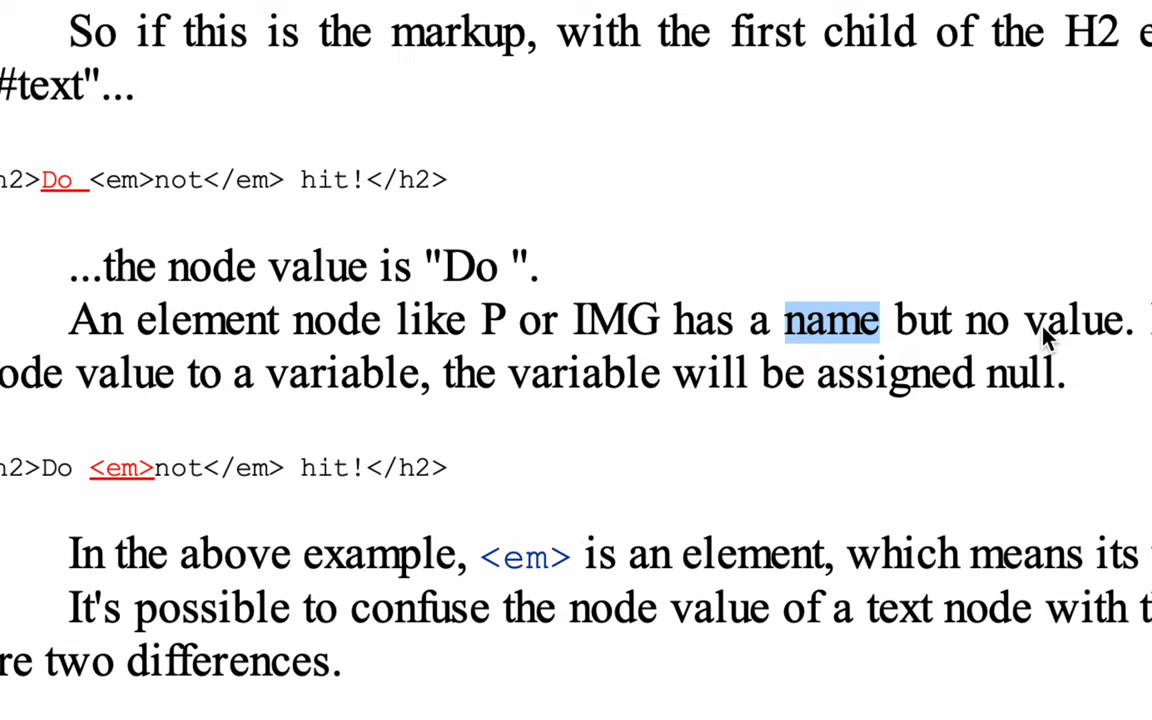 So if this is the markup, with the first child of the H2
#text"...
h2>Do <em>not</em> hit!</h2>
...the node value is "Do ".
An element node like P or IMG has a name but no value.
ode value to a variable, the variable will be assigned null.
h2>Do <em>not</em> hit!</h2>
In the above example, <em> is an element, which means its
It's possible to confuse the node value of a text node with
re two differences.